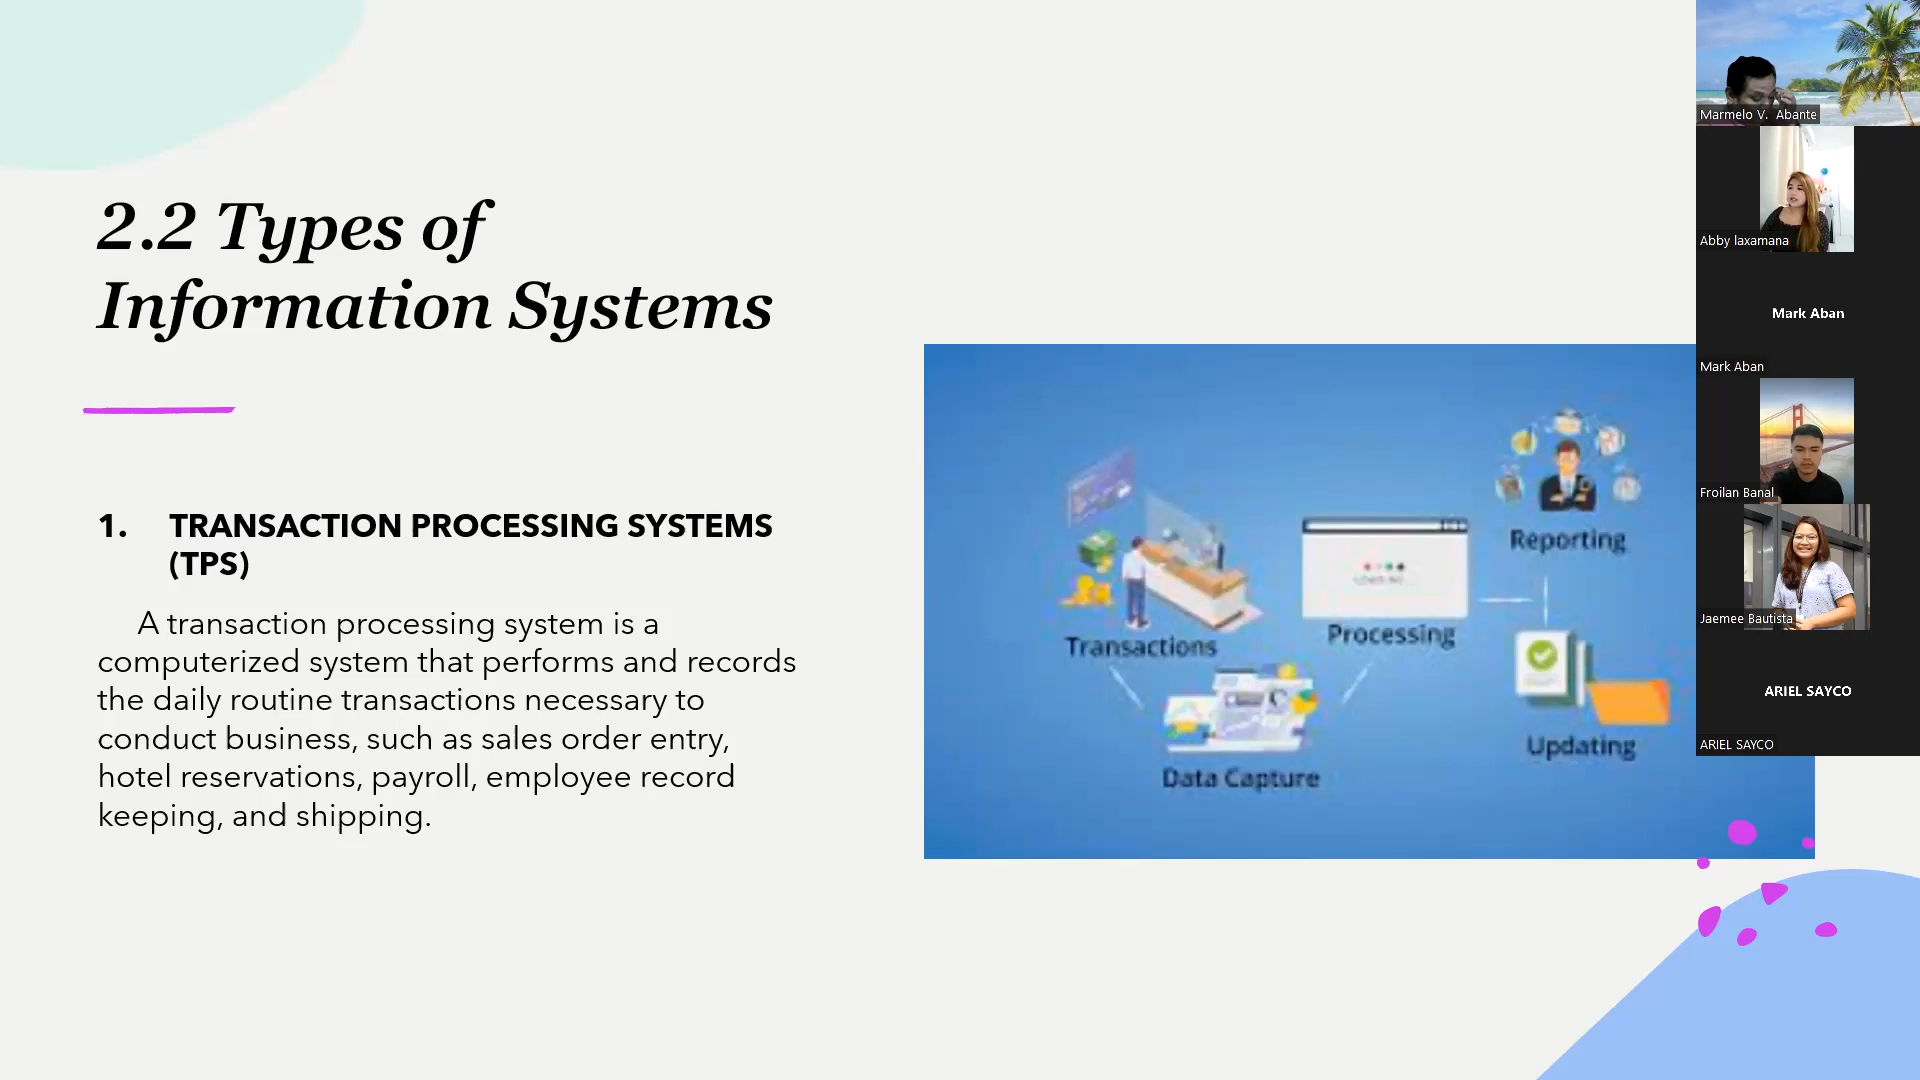 2.2 Types of
Information Systems
1. TRANSACTION PROCESSING SYSTEMS
(TPS)
A transaction processing system is a
computerized system that performs and records
the daily routine transactions necessary to
conduct business, such as sales order entry,
hotel reservations, payroll, employee record
keeping, and shipping.
Transactions
Data Capture
Processing
LOADING...
Reporting
Updating
Marmelo V. Abante
Abby laxamana
Mark Aban
Mark Aban
Froilan Banal
Jaemee Bautista
ARIEL SAYCO
ARIEL SAYCO